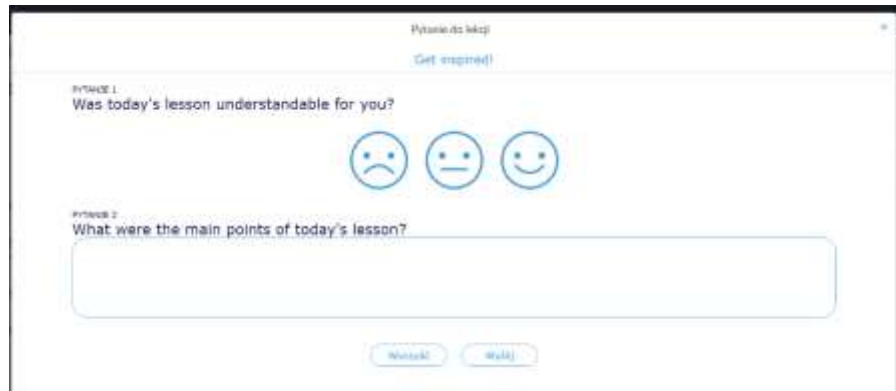 Pytanie do lekcji
Get inspired!
PYTANIE 1
Was today's lesson understandable for you?
PYTANIE 2
What were the main points of today's lesson?
Wyślij